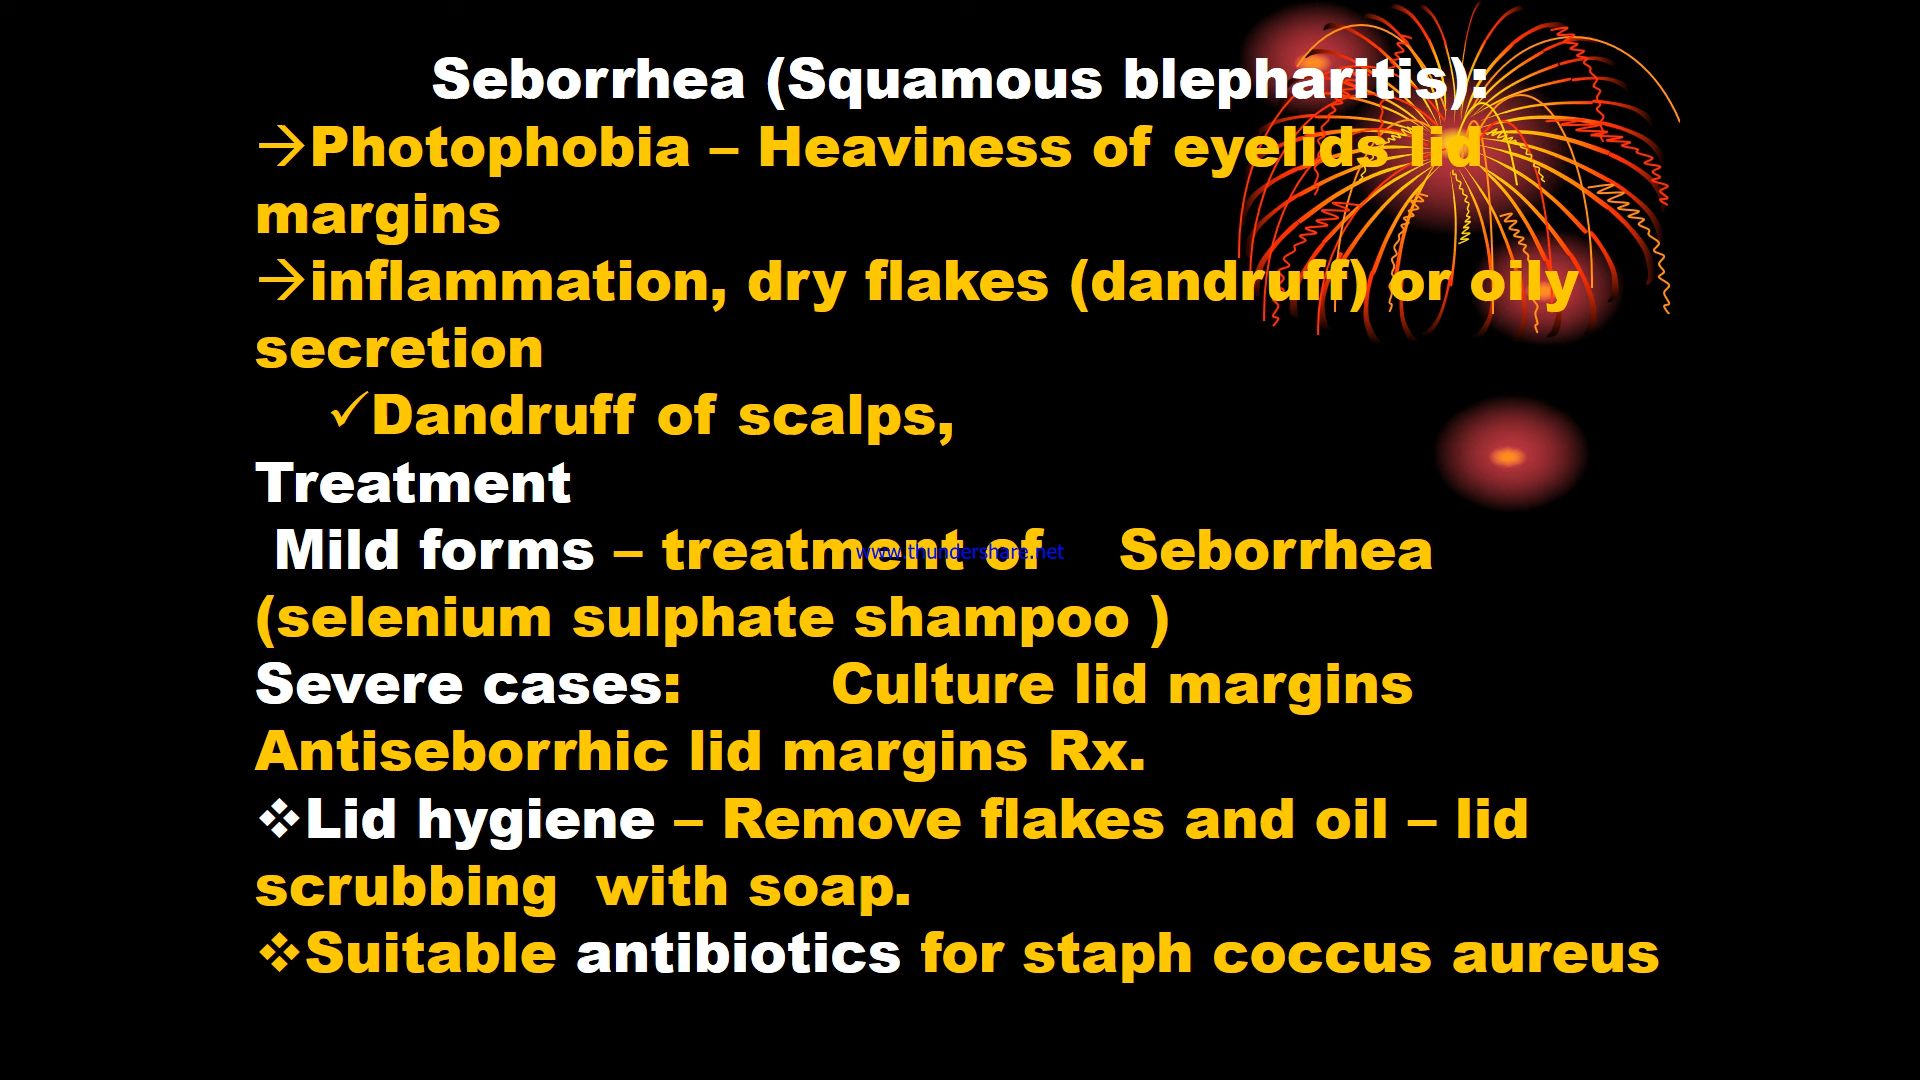 Seborrhea (Squamous blepharitis):
→Photophobia – Heaviness of eyelids lid
margins
→inflammation, dry flakes (dandruff) or oily
secretion
✓Dandruff of scalps,
Treatment
Mild forms – treatment of Seborrhea
www.thundershare.net
(selenium sulphate shampoo )
Severe cases: Culture lid margins
Antiseborrhic lid margins Rx.
❖Lid hygiene – Remove flakes and oil – lid
scrubbing with soap.
❖Suitable antibiotics for staph coccus aureus